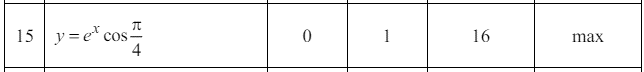 15 y = e^x cos π/4 0 1 16 max